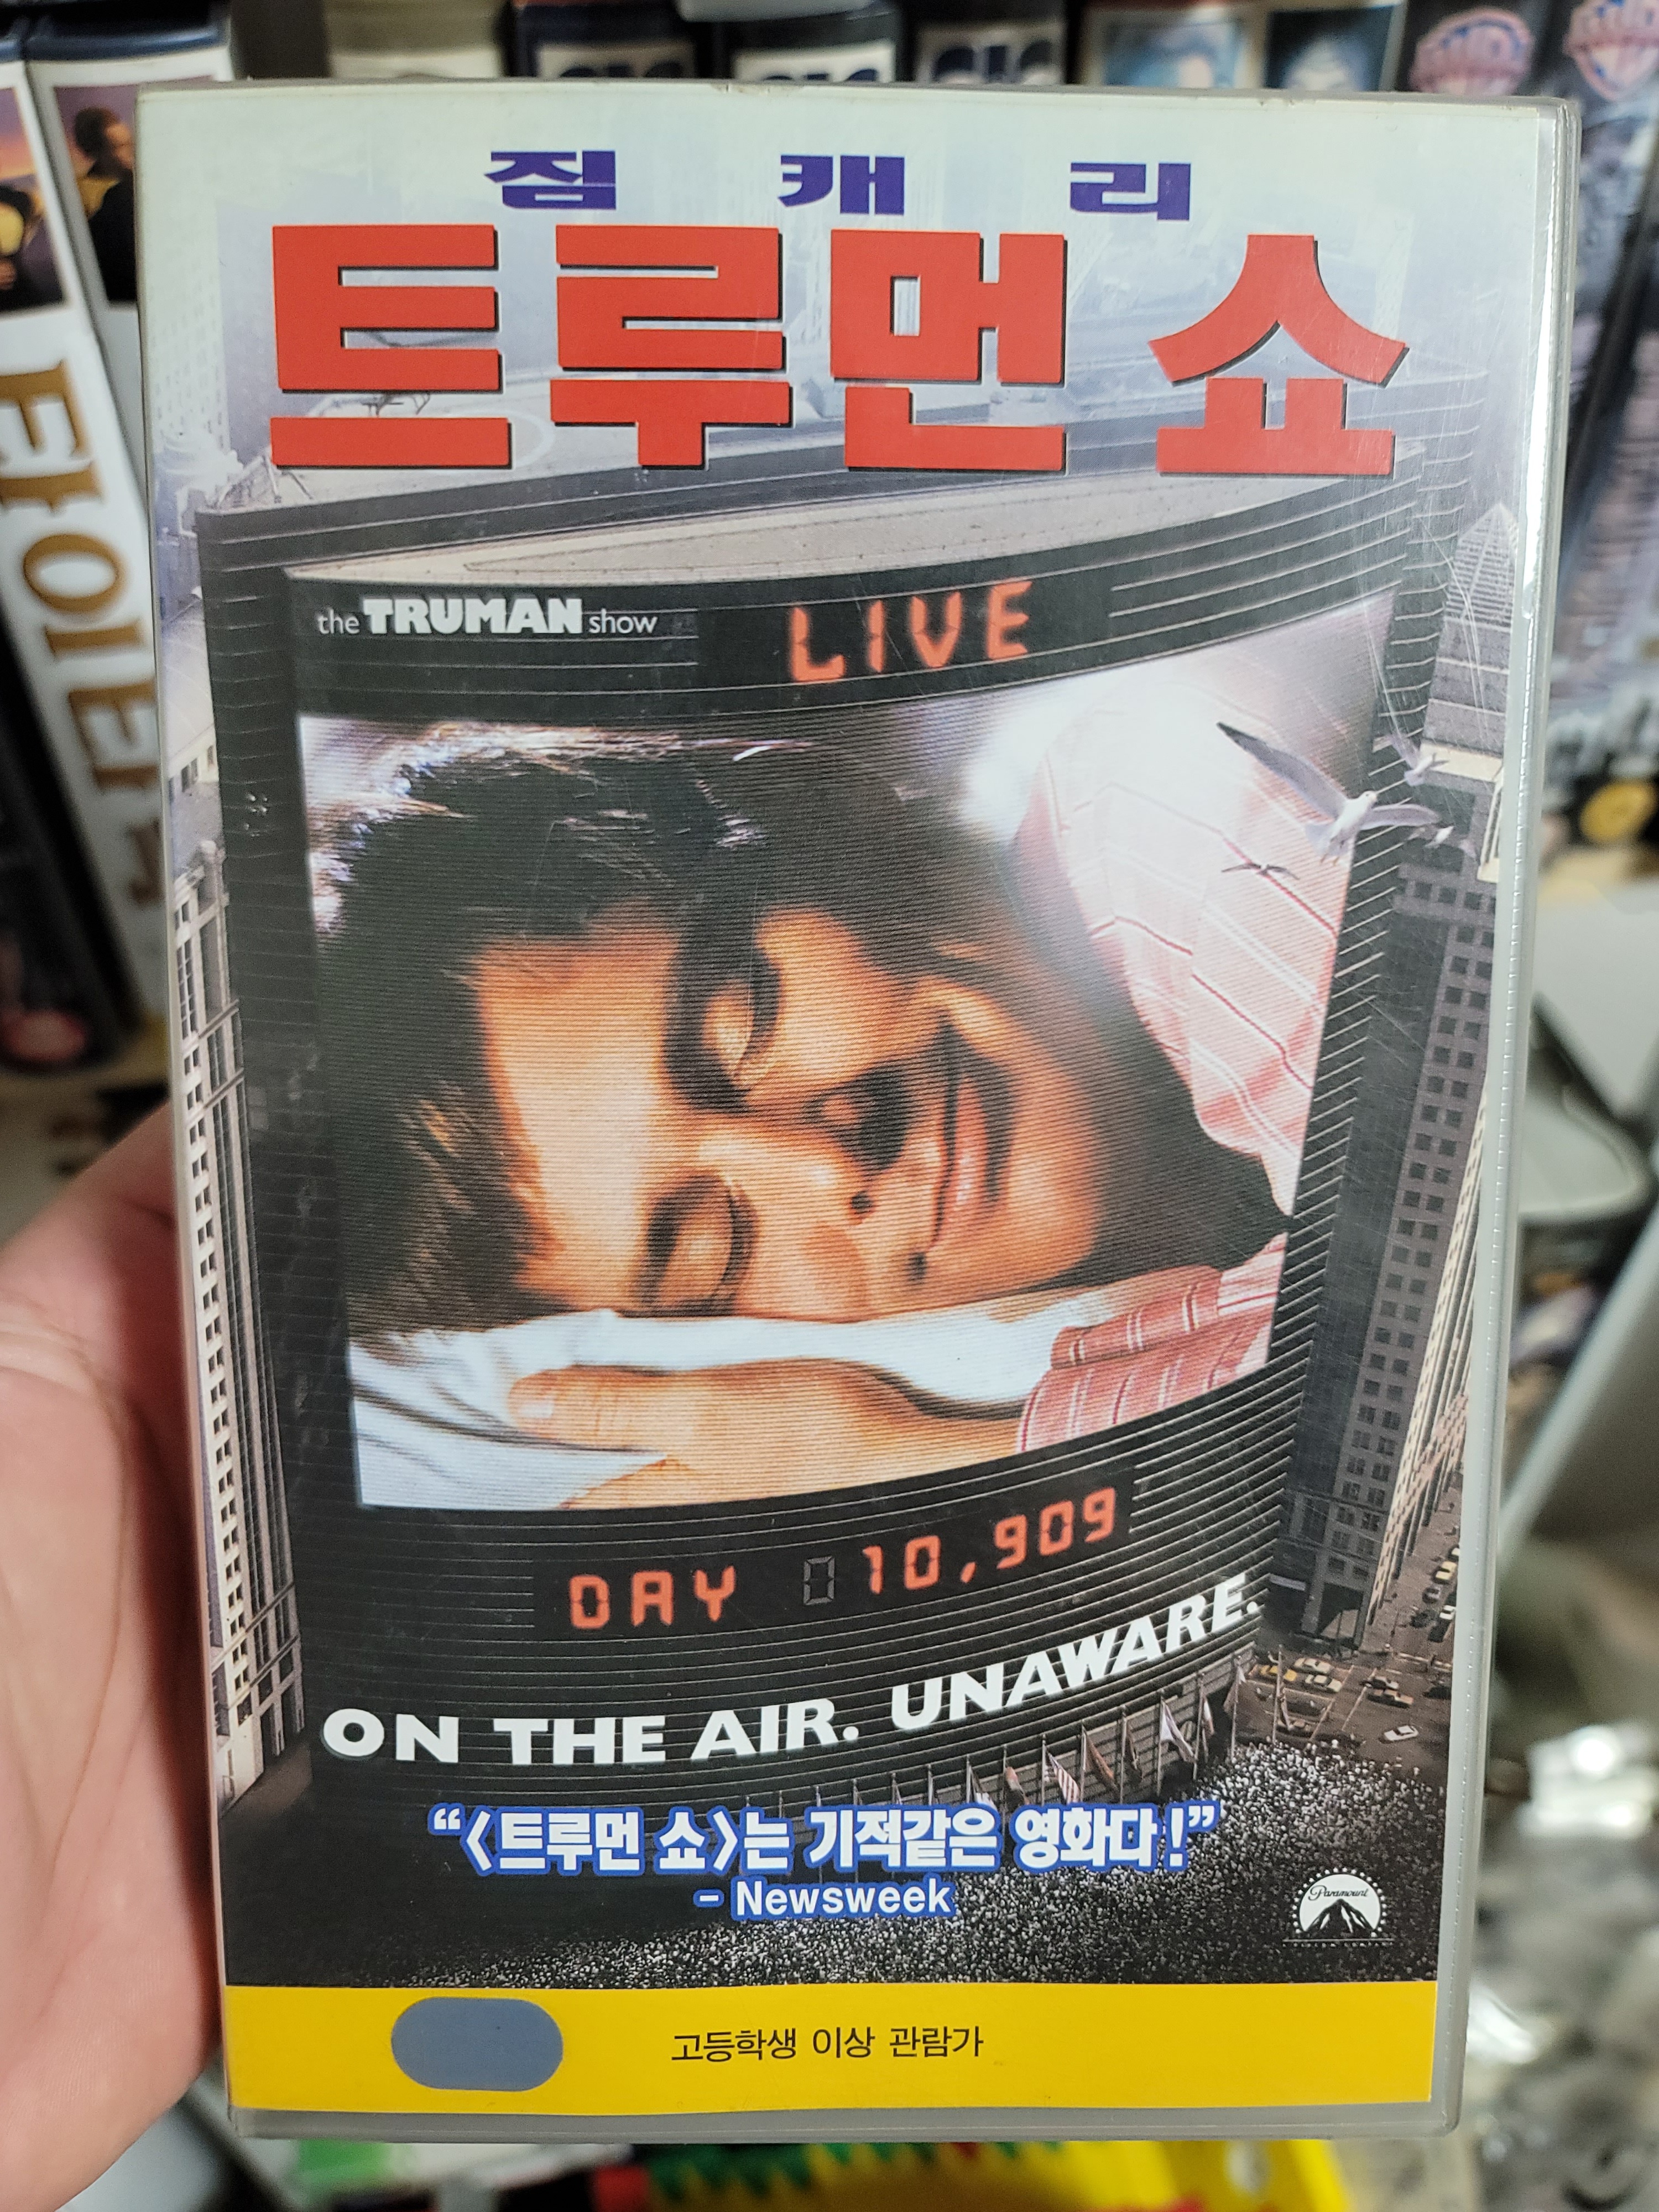 짐 캐리
트루먼 쇼
the TRUMAN show
LIVE
DAY 10,909
ON THE AIR. UNAWARE.
“〈트루먼 쇼〉는 기적같은 영화다!”
- Newsweek
Paramount
고등학생 이상 관람가